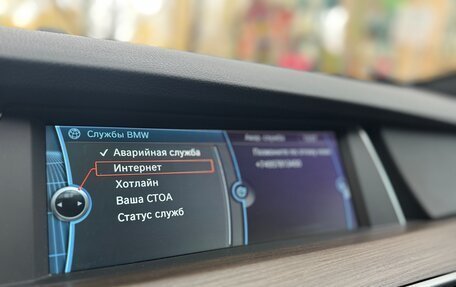 Службы BMW
Аварийная служба
Интернет
Хотлайн
Ваша СТОА
Статус служб